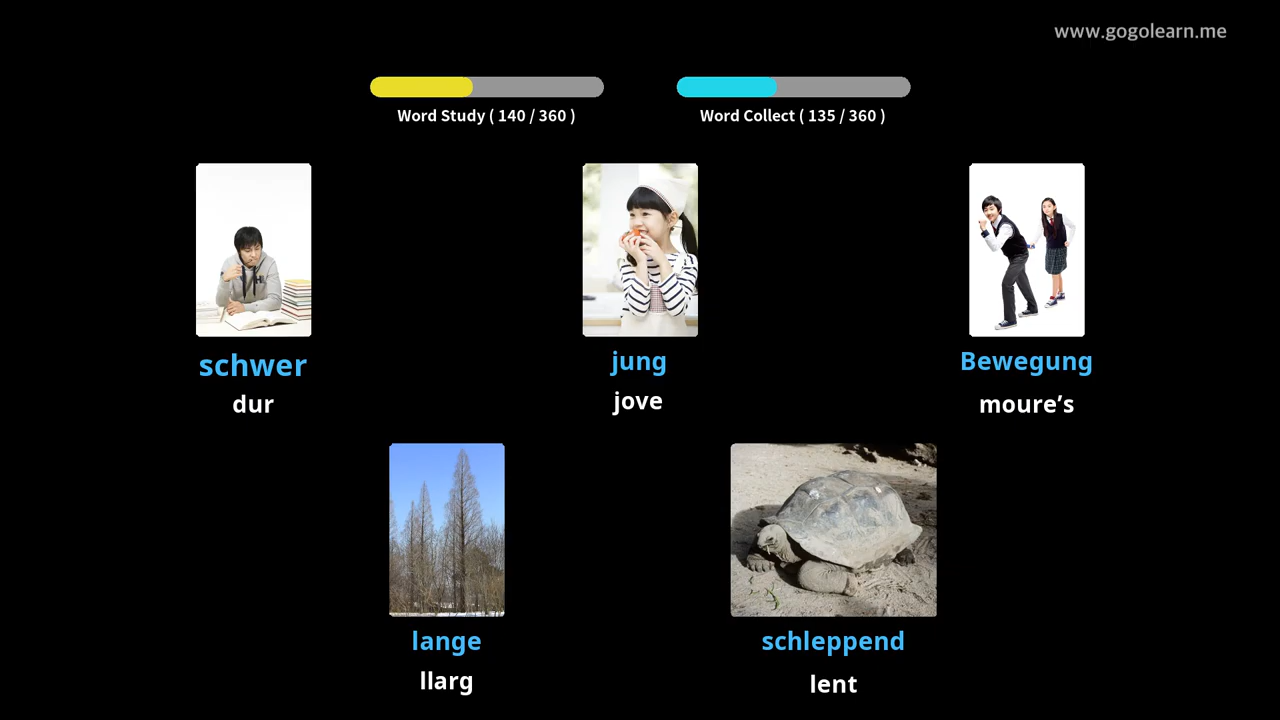 www.gogolearn.me
Word Study ( 140 / 360 )
Word Collect ( 135 / 360 )
schwer
dur
jung
jove
Bewegung
moure’s
lange
llarg
schleppend
lent